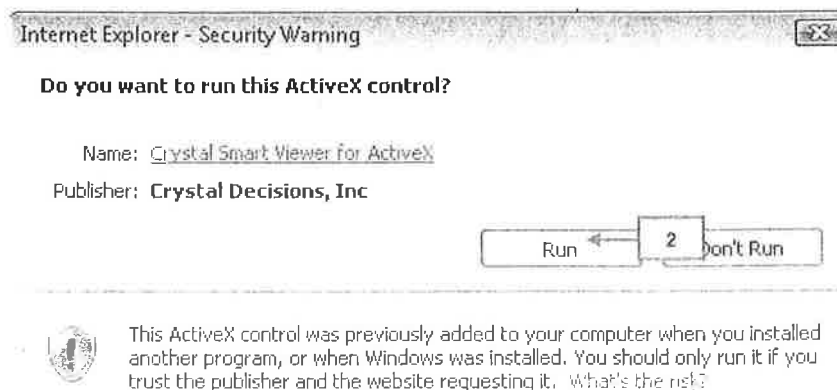 Internet Explorer - Security Warning
Do you want to run this ActiveX control?
Name: Crystal Smart Viewer for ActiveX
Publisher: Crystal Decisions, Inc
Run 2 Don't Run
This ActiveX control was previously added to your computer when you installed
another program, or when Windows was installed. You should only run it if you
trust the publisher and the website requesting it. What's the risk?